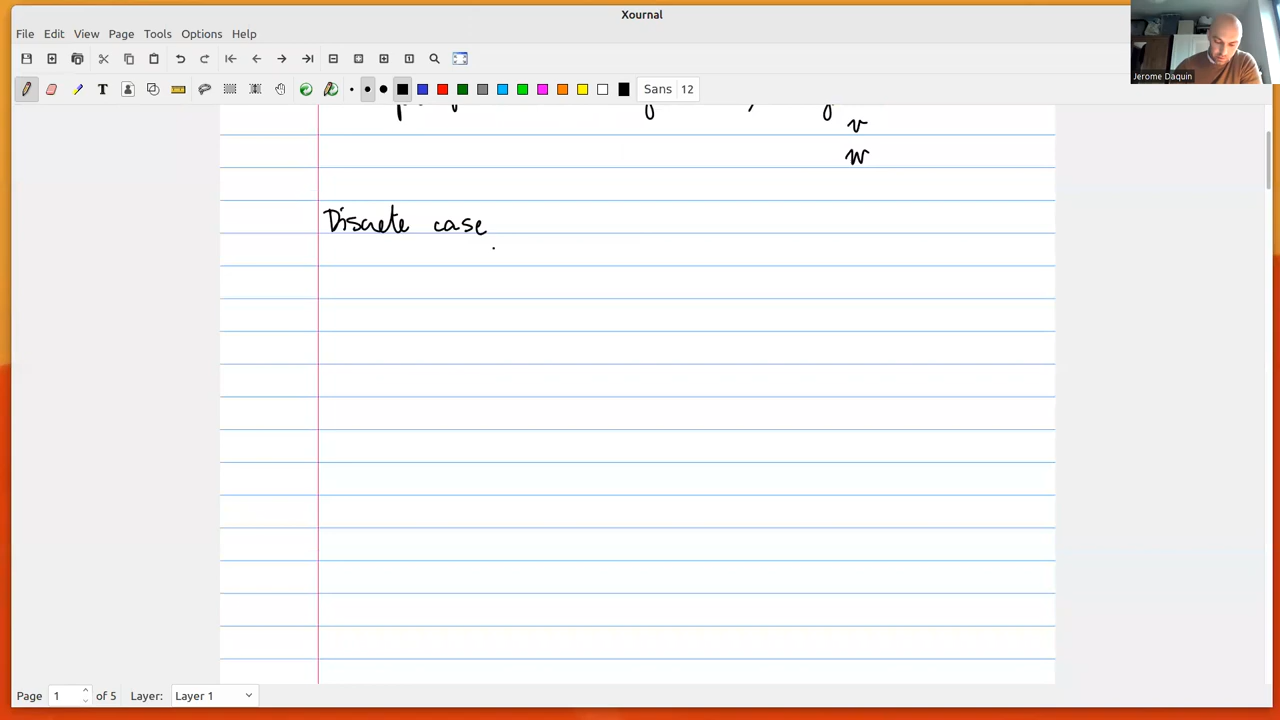 Xournal
File Edit View Page Tools Options Help
Jerome Daquin
Sans 12
v
w
Discrete case
Page 1 of 5 Layer: Layer 1